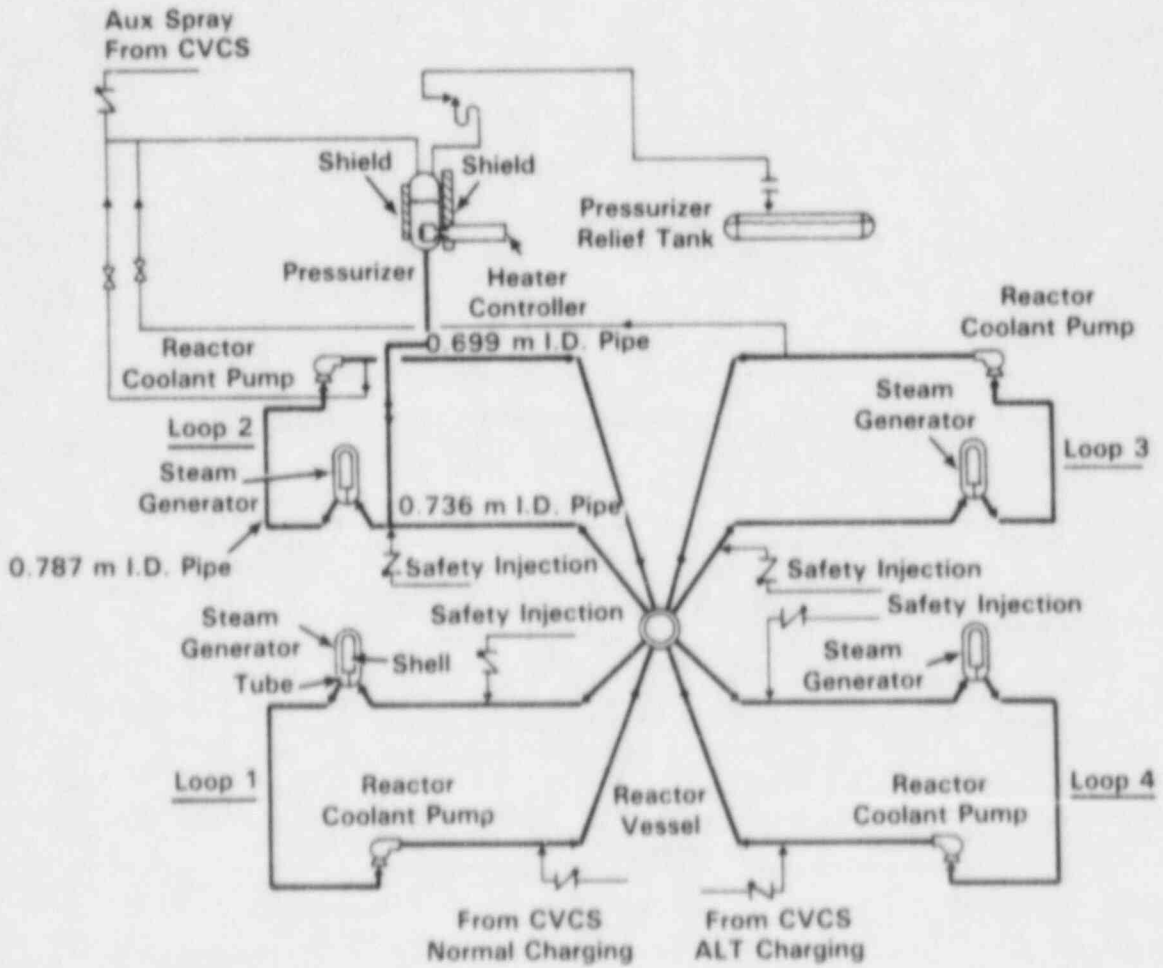 Aux Spray
From CVCS
Shield
Shield
Pressurizer
Relief Tank
Pressurizer
Heater
Controller
Reactor
Coolant Pump
0.699 m I.D. Pipe
Reactor
Coolant Pump
Steam
Generator
Loop 2
Loop 3
Steam
Generator
0.736 m I.D. Pipe
0.787 m I.D. Pipe
Safety Injection
Safety Injection
Safety Injection
Safety Injection
Steam
Generator
Shell
Tube
Steam
Generator
Loop 1
Reactor
Coolant Pump
Reactor
Vessel
Reactor
Coolant Pump
Loop 4
From CVCS
Normal Charging
From CVCS
ALT Charging